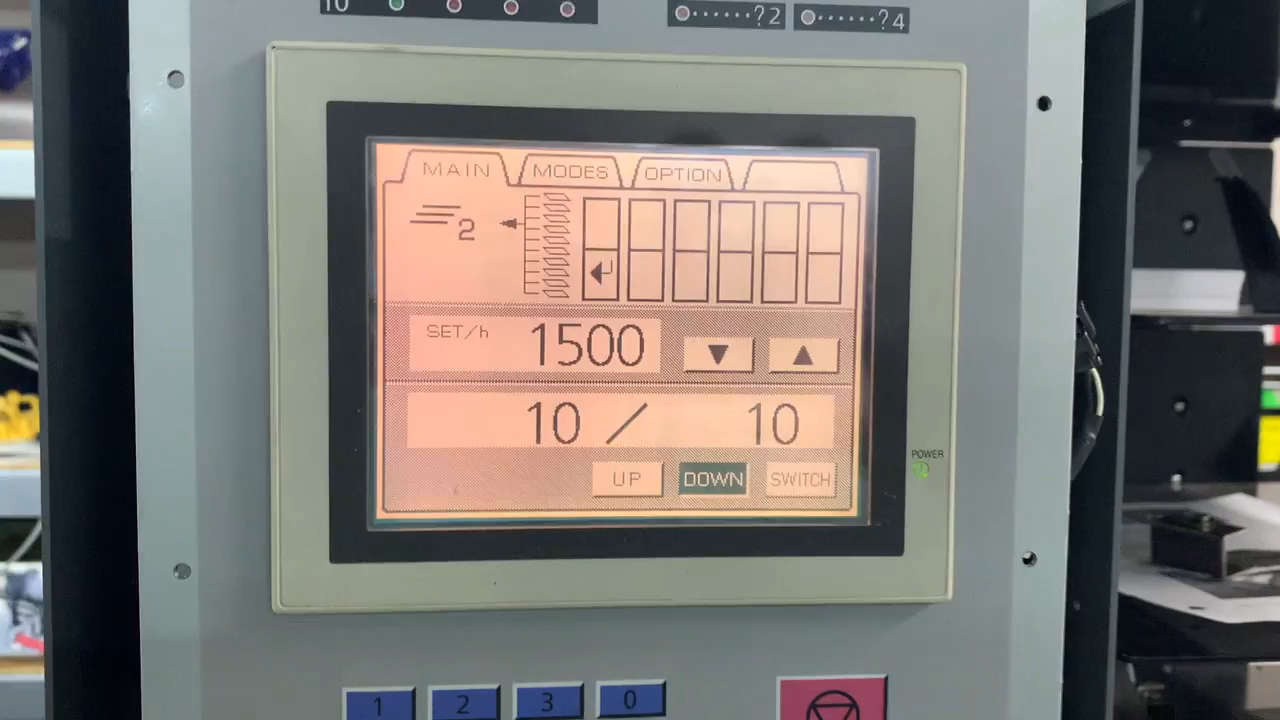 10
?2 ?4
MAIN MODES OPTION
2
SET/h 1500
10 / 10
UP DOWN SWITCH
POWER
1 2 3 0